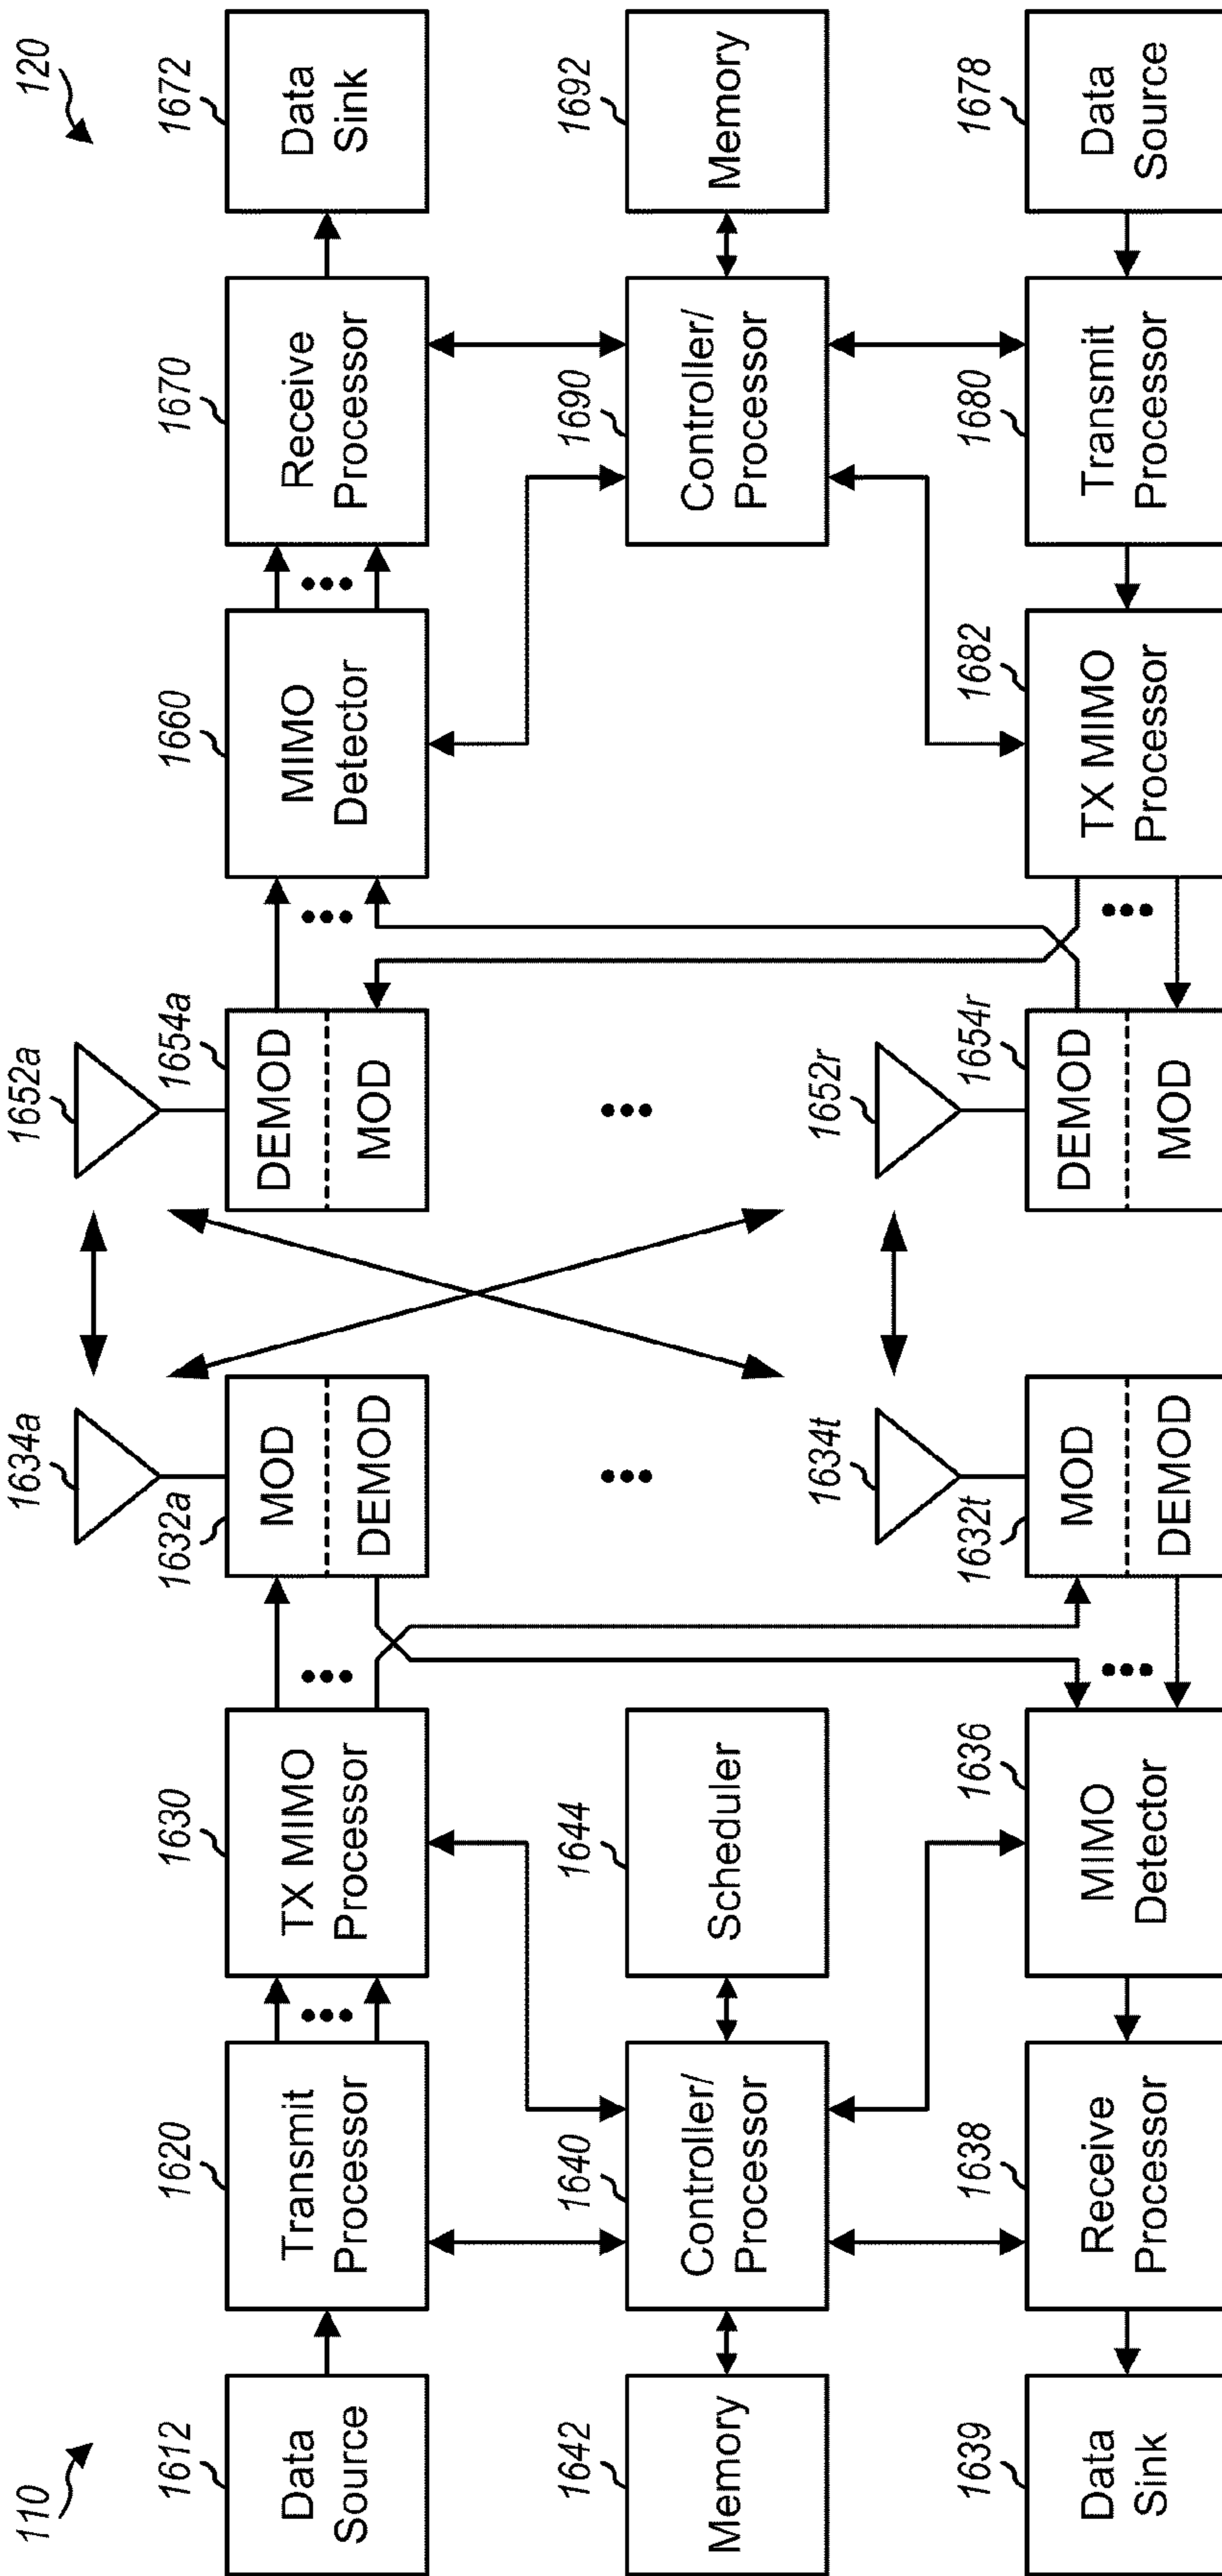 110
120
1612
Data
Source
1620
Transmit
Processor
1630
TX MIMO
Processor
1634a
1632a
MOD
DEMOD
1652a
1654a
DEMOD
MOD
1660
MIMO
Detector
1670
Receive
Processor
1672
Data
Sink
1642
Memory
1640
Controller/
Processor
1644
Scheduler
1690
Controller/
Processor
1692
Memory
1639
Data
Sink
1638
Receive
Processor
1636
MIMO
Detector
1634t
1632t
MOD
DEMOD
1652r
1654r
DEMOD
MOD
1682
TX MIMO
Processor
1680
Transmit
Processor
1678
Data
Source